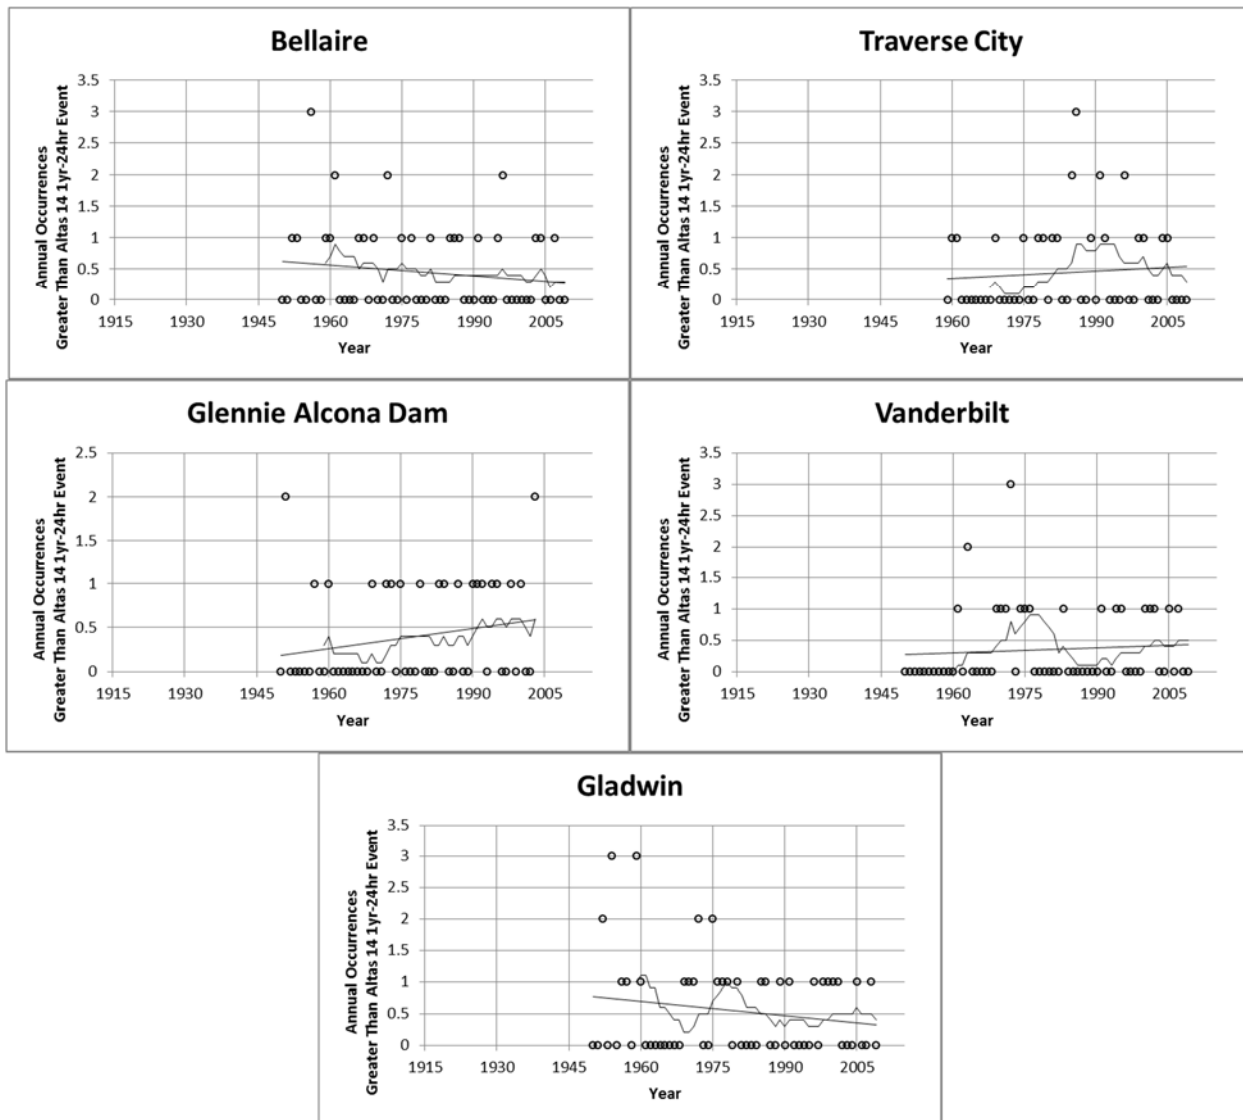 Bellaire
Annual Occurrences
Greater Than Altas 14 1yr-24hr Event
3.5
3
2.5
2
1.5
1
0.5
0
1915 1930 1945 1960 1975 1990 2005
Year
Traverse City
Annual Occurrences
Greater Than Altas 14 1yr-24hr Event
3.5
3
2.5
2
1.5
1
0.5
0
1915 1930 1945 1960 1975 1990 2005
Year
Glennie Alcona Dam
Annual Occurrences
Greater Than Altas 14 1yr-24hr Event
2.5
2
1.5
1
0.5
0
1915 1930 1945 1960 1975 1990 2005
Year
Vanderbilt
Annual Occurrences
Greater Than Altas 14 1yr-24hr Event
3.5
3
2.5
2
1.5
1
0.5
0
1915 1930 1945 1960 1975 1990 2005
Year
Gladwin
Annual Occurrences
Greater Than Altas 14 1yr-24hr Event
3.5
3
2.5
2
1.5
1
0.5
0
1915 1930 1945 1960 1975 1990 2005
Year